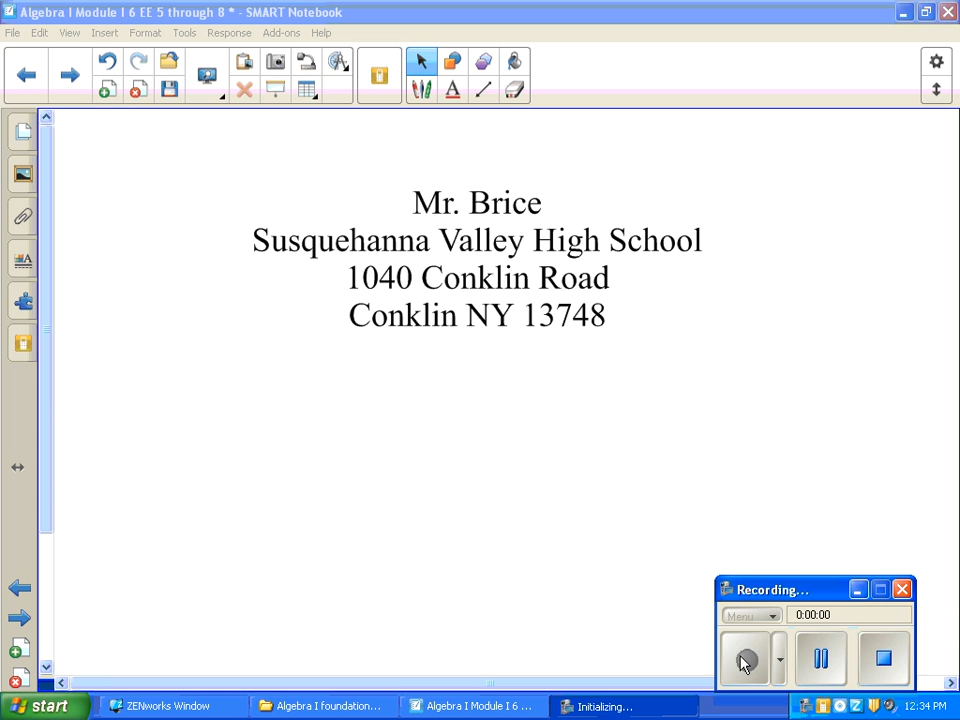 Algebra I Module I 6 EE 5 through 8 * - SMART Notebook
File Edit View Insert Format Tools Response Add-ons Help
Mr. Brice
Susquehanna Valley High School
1040 Conklin Road
Conklin NY 13748
Recording...
Menu 0:00:00
start ZENworks Window Algebra I foundation... Algebra I Module I 6 ... Initializing... 12:34 PM